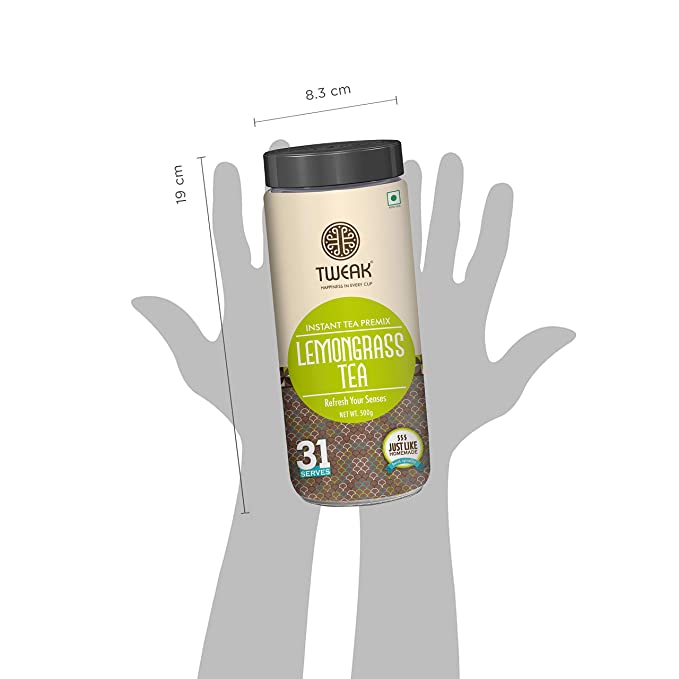 8.3 cm
19 cm
TWEAK®
HAPPINESS IN EVERY CUP
INSTANT TEA PREMIX
LEMONGRASS
TEA
Refresh Your Senses
NET WT. 500g
31
SERVES
JUST LIKE
HOMEMADE